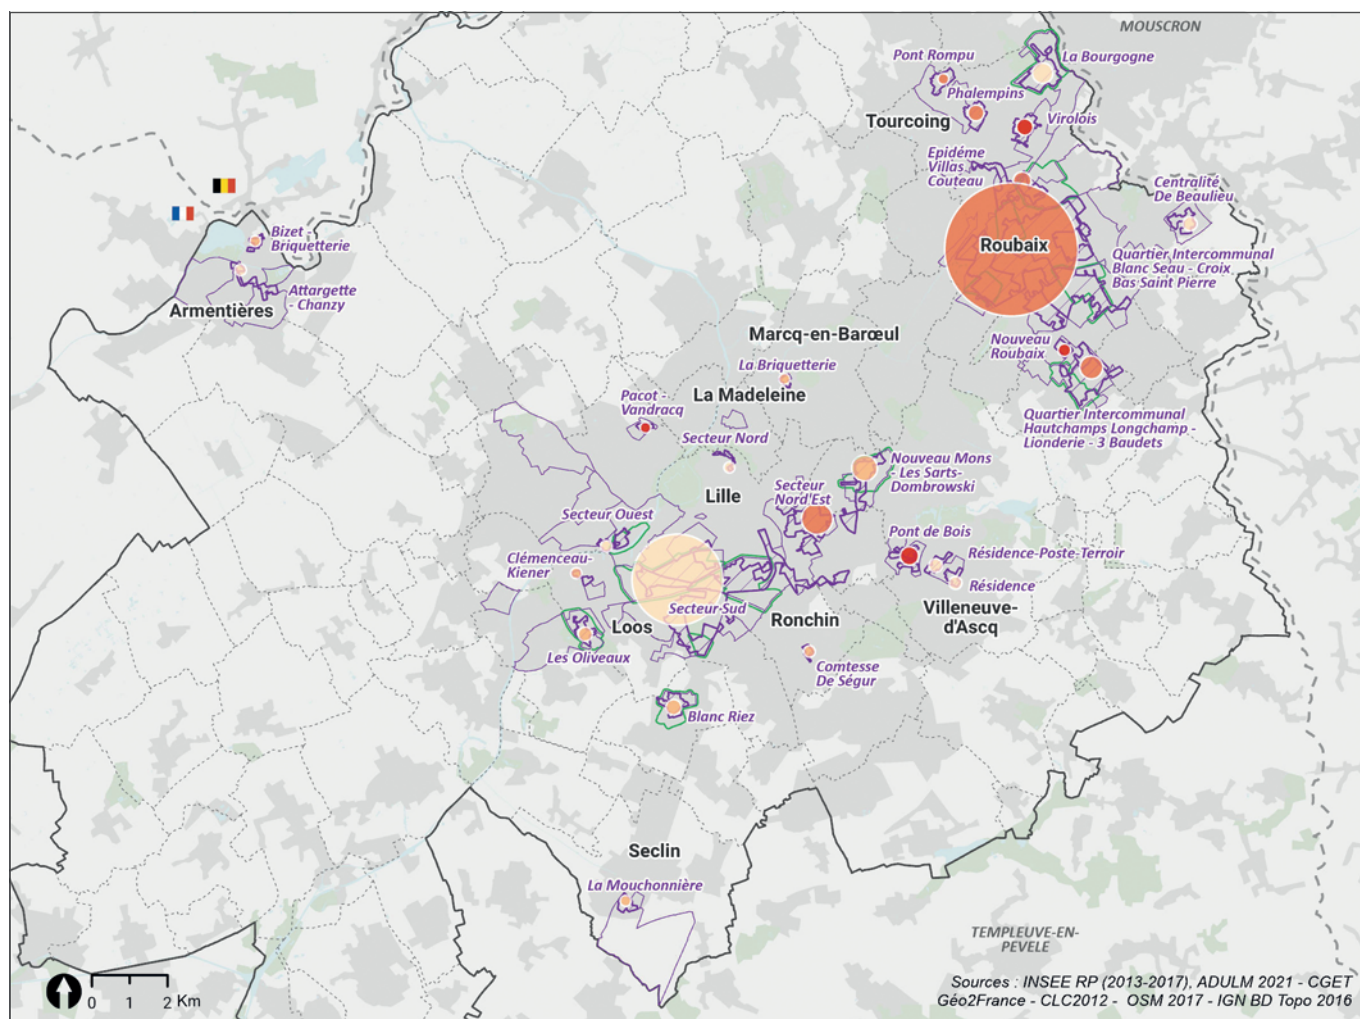 MOUSCRON
Pont Rompu
La Bourgogne
Phalempins
Tourcoing
Virolois
Epidéme
Villas
Couteau
Centralité
De Beaulieu
Roubaix
Quartier Intercommunal
Blanc Seau - Croix
Bas Saint Pierre
Bizet
Briquetterie
Attargette
Chanzy
Armentières
Marcq-en-Barœul
La Briquetterie
Nouveau
Roubaix
La Madeleine
Pacot -
Vandracq
Quartier Intercommunal
Hautchamps Longchamp -
Lionderie - 3 Baudets
Secteur Nord
Nouveau Mons
- Les Sarts-
Dombrowski
Lille
Secteur
Nord'Est
Secteur Ouest
Pont de Bois
Résidence-Poste-Terroir
Clémenceau-
Kiener
Résidence
Secteur Sud
Loos
Ronchin
Villeneuve-
d'Ascq
Les Oliveaux
Comtesse
De Ségur
Blanc Riez
Seclin
La Mouchonnière
TEMPLEUVE-EN-
PEVELE
0 1 2 Km
Sources : INSEE RP (2013-2017), ADULM 2021 - CGET
Géo2France - CLC2012 - OSM 2017 - IGN BD Topo 2016